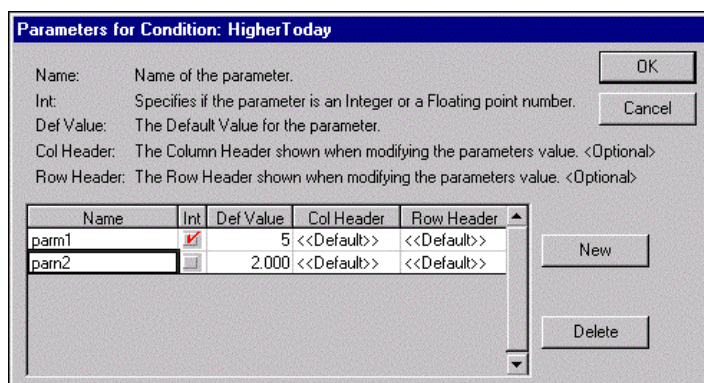 Parameters for Condition: HigherToday
OK
Cancel
Name: Name of the parameter.
Int: Specifies if the parameter is an Integer or a Floating point number.
Def Value: The Default Value for the parameter.
Col Header: The Column Header shown when modifying the parameters value. <Optional>
Row Header: The Row Header shown when modifying the parameters value. <Optional>
Name Int Def Value Col Header Row Header
parm1 5 <<Default>> <<Default>>
parn2 2.000 <<Default>> <<Default>>
New
Delete